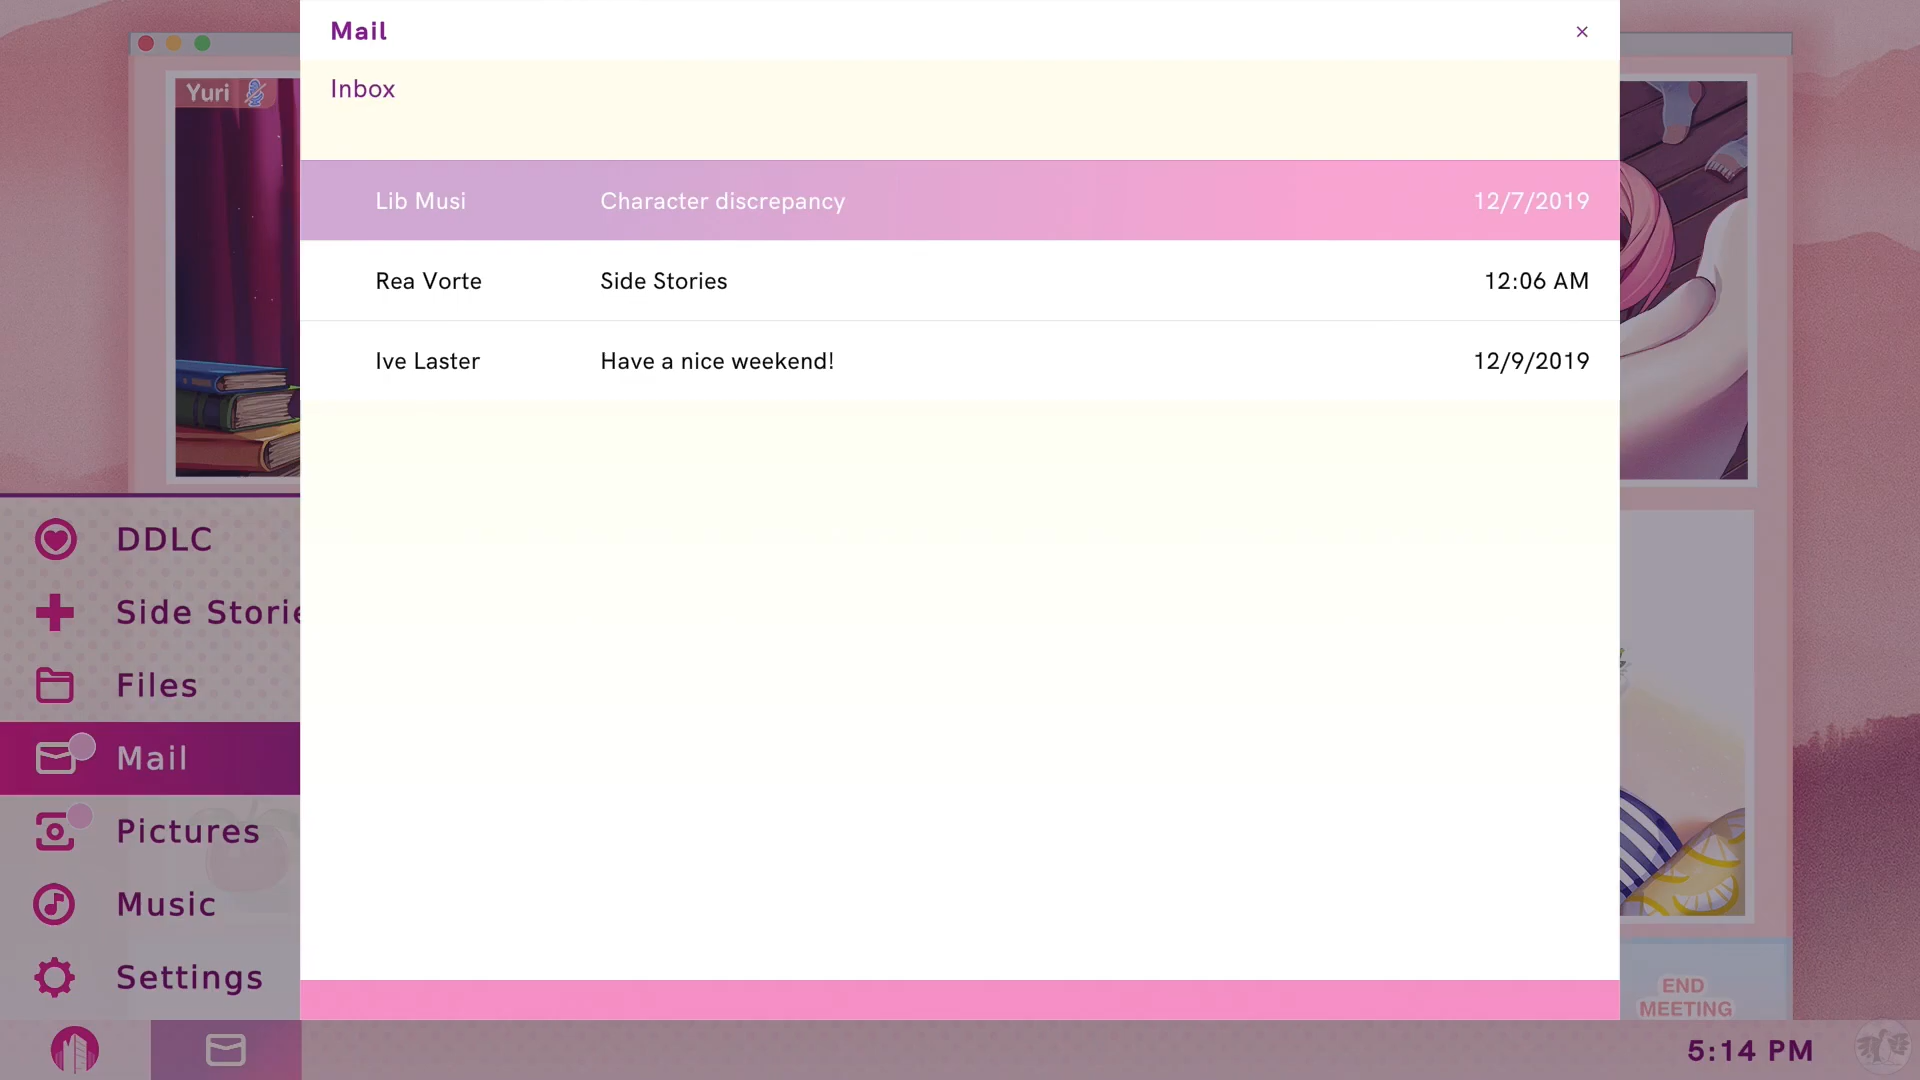 Mail
×
Inbox
Lib Musi Character discrepancy 12/7/2019
Rea Vorte Side Stories 12:06 AM
Ive Laster Have a nice weekend! 12/9/2019
Yuri
DDLC
Side Storie
Files
Mail
Pictures
Music
Settings
END
MEETING
5:14 PM